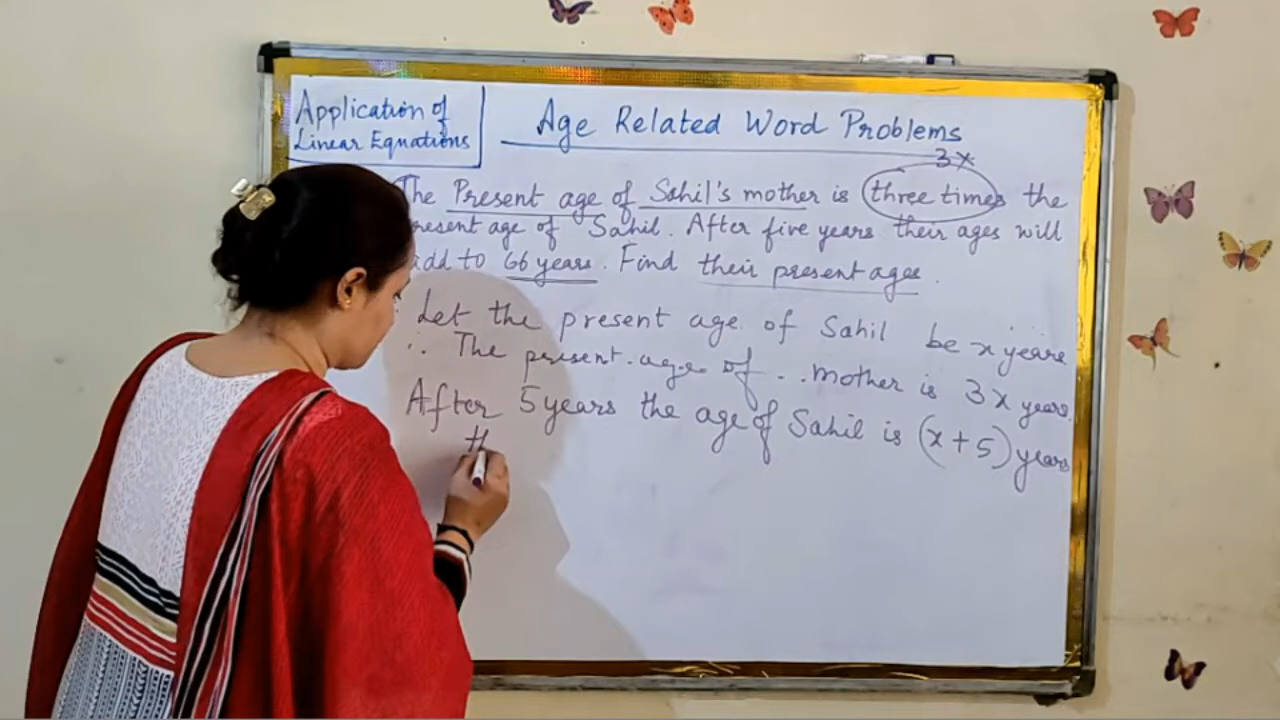 Application of
Linear Equations
Age Related Word Problems
3x
The Present age of Sahil's mother is three times the
present age of Sahil. After five years their ages will
add to 66 years. Find their present ages.
Let the present age of Sahil be x years
∴ The present age of .. mother is 3x years.
After 5 years the age of Sahil is (x+5) years
th